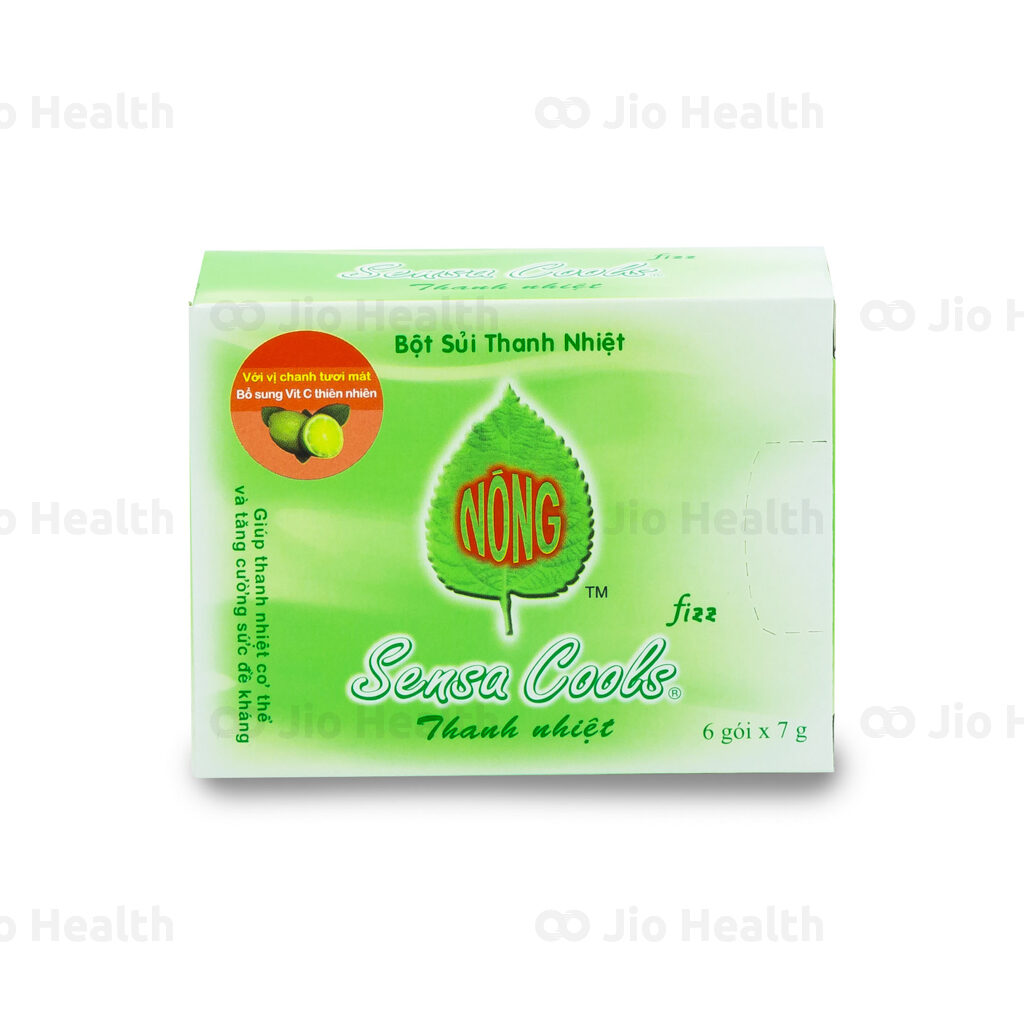 Jio Health
Jio Health
Sensa Cools fizz
Thanh nhiệt
Jio Health
Jio Health
Bột Sủi Thanh Nhiệt
Với vị chanh tươi mát
Bổ sung Vit C thiên nhiên
Giúp thanh nhiệt cơ thể
và tăng cường sức đề kháng
NÓNG
TM
Jio Health
Jio Health
fizz
Sensa Cools®
Thanh nhiệt
6 gói x 7 g
Jio Health
Jio Health
Jio Health
Jio Health